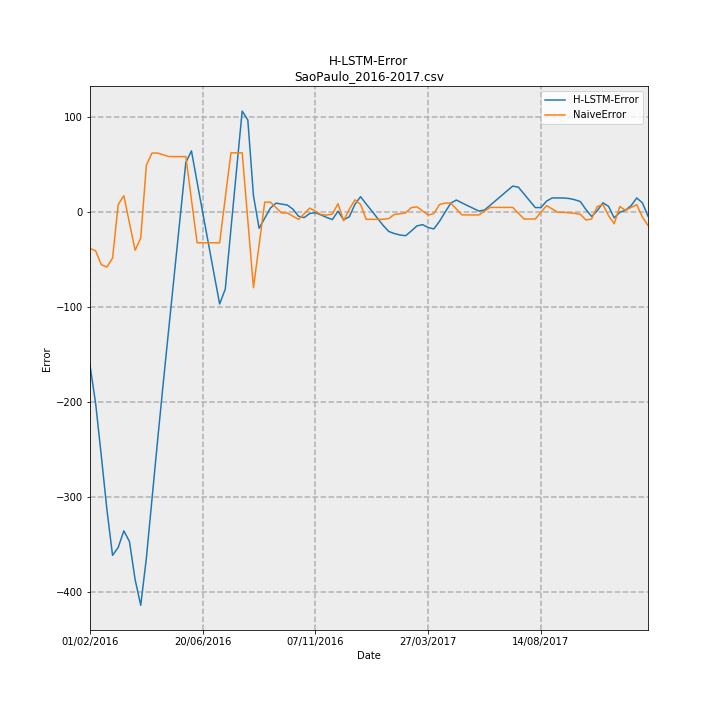 H-LSTM-Error
SaoPaulo_2016-2017.csv
H-LSTM-Error
NaiveError
100
0
−100
−200
−300
−400
Error
01/02/2016 20/06/2016 07/11/2016 27/03/2017 14/08/2017
Date